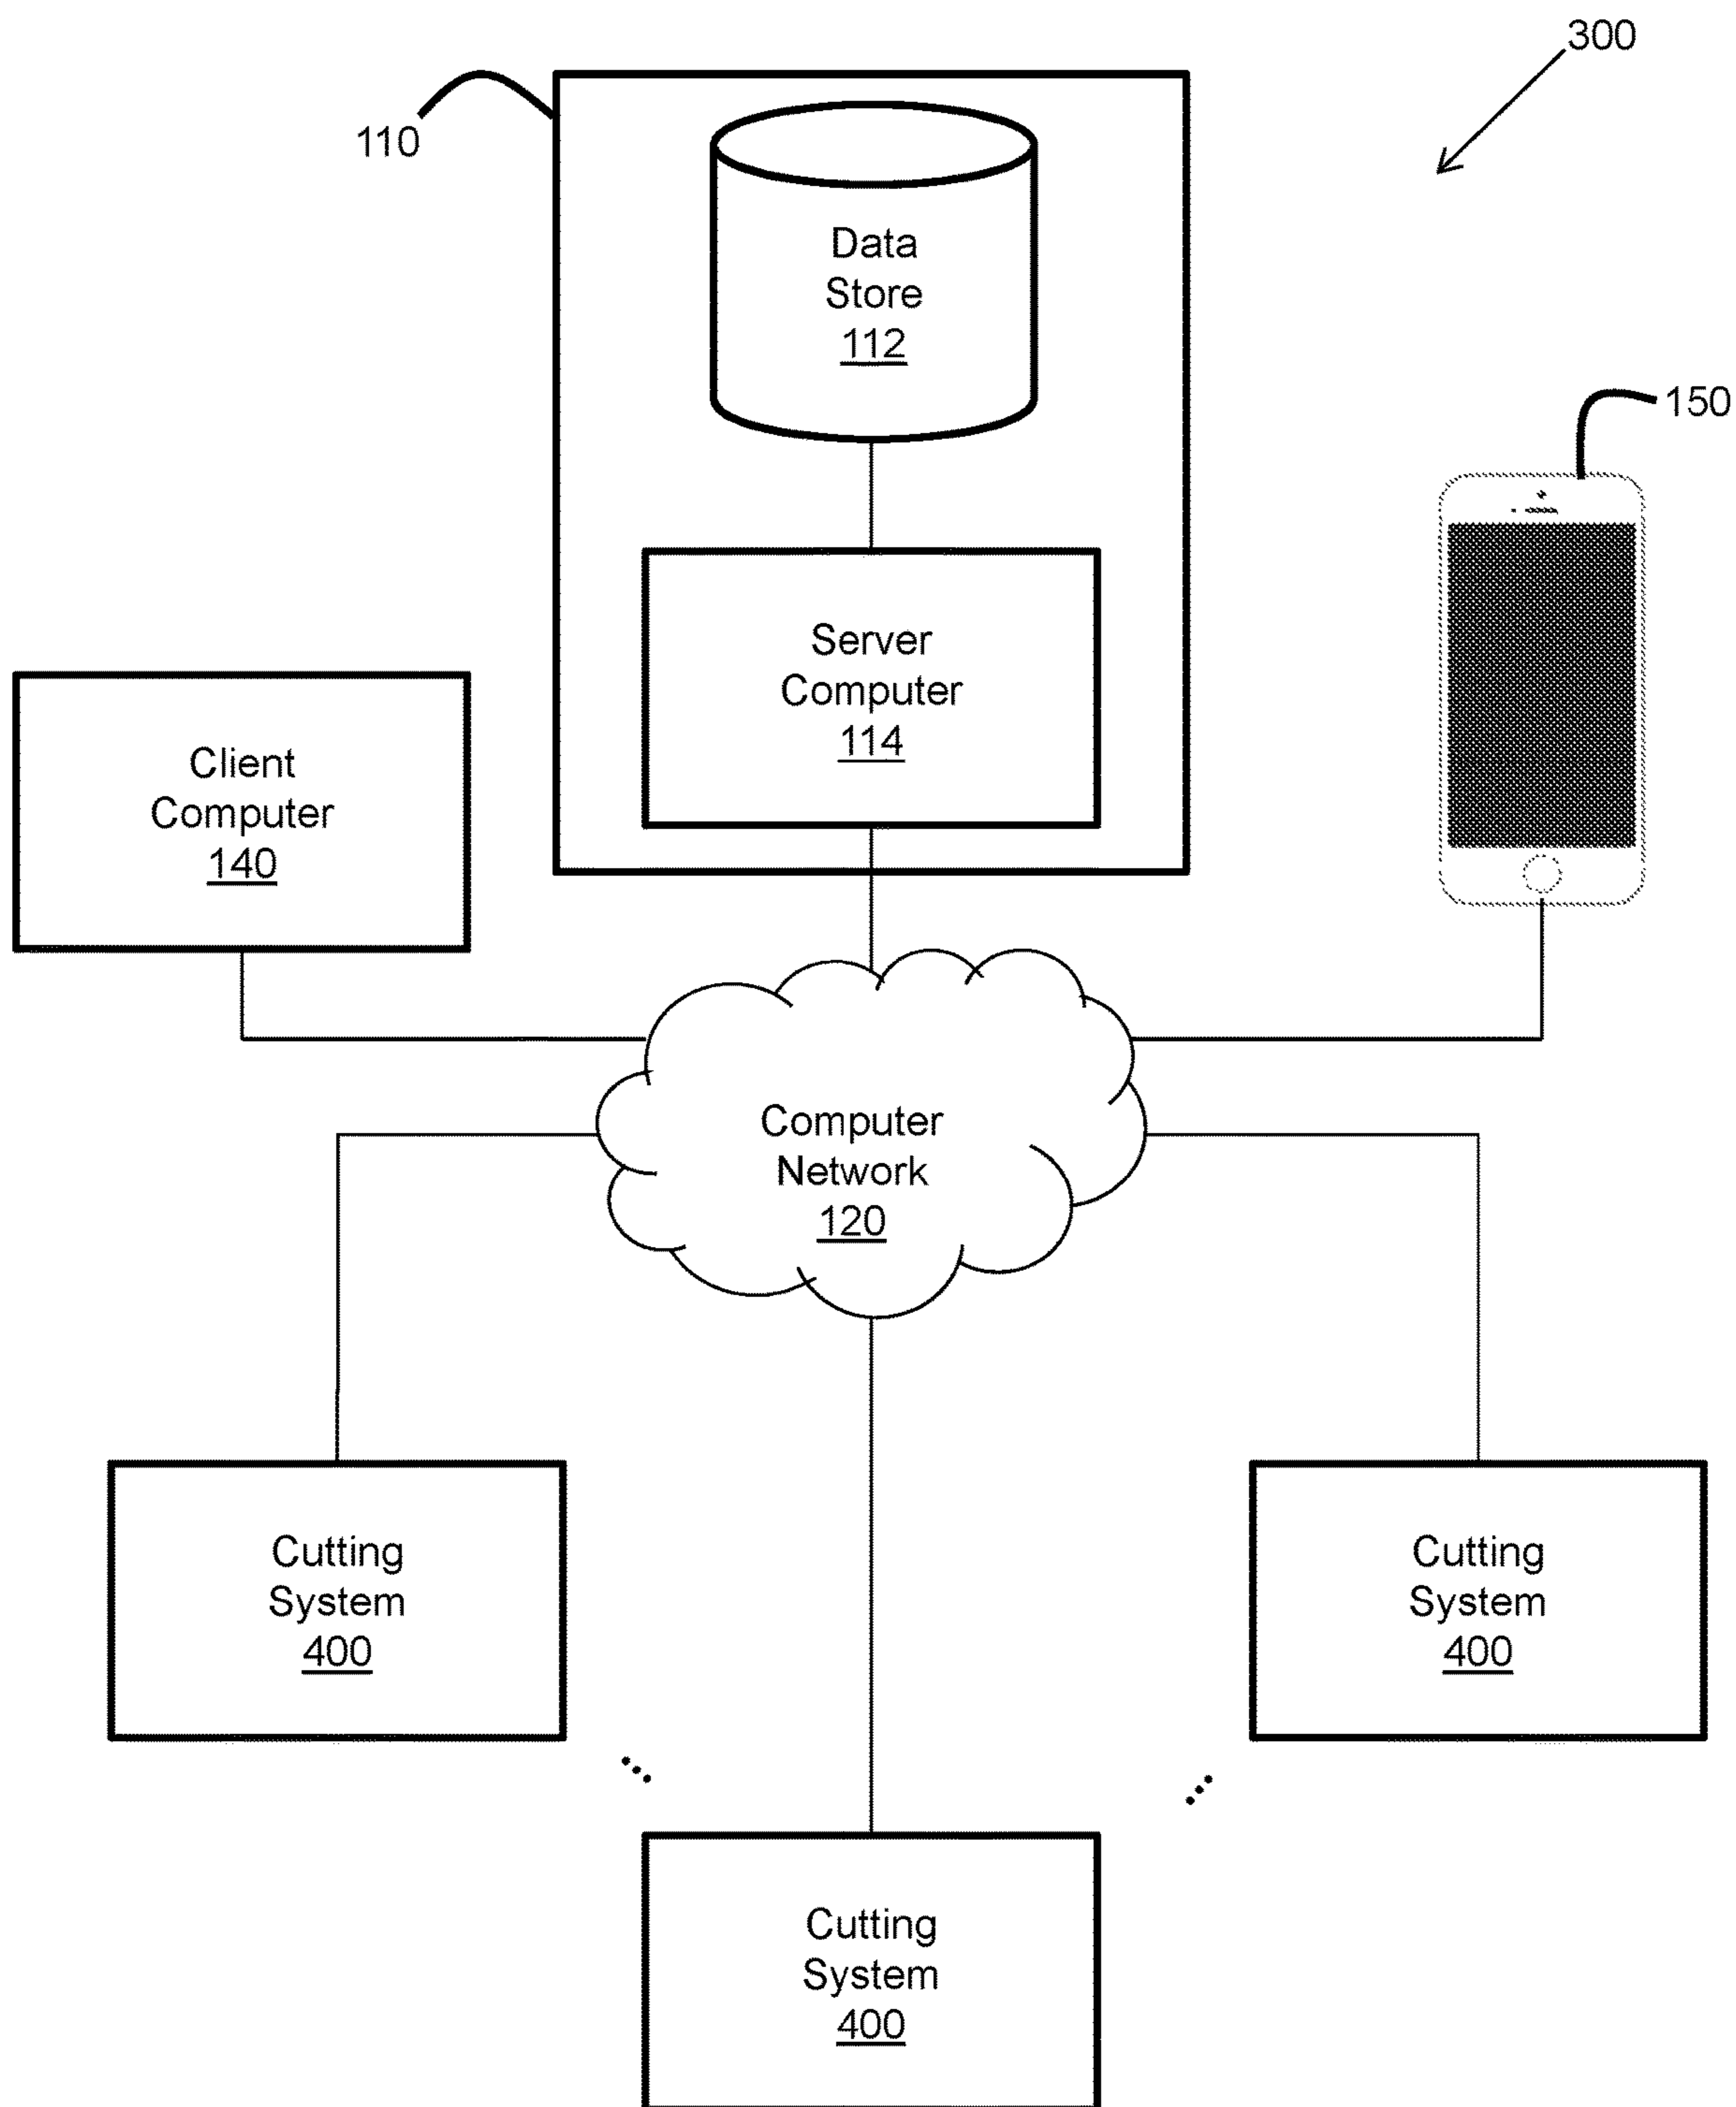 300
110
Data
Store
112
150
Server
Computer
114
Client
Computer
140
Computer
Network
120
Cutting
System
400
Cutting
System
400
Cutting
System
400